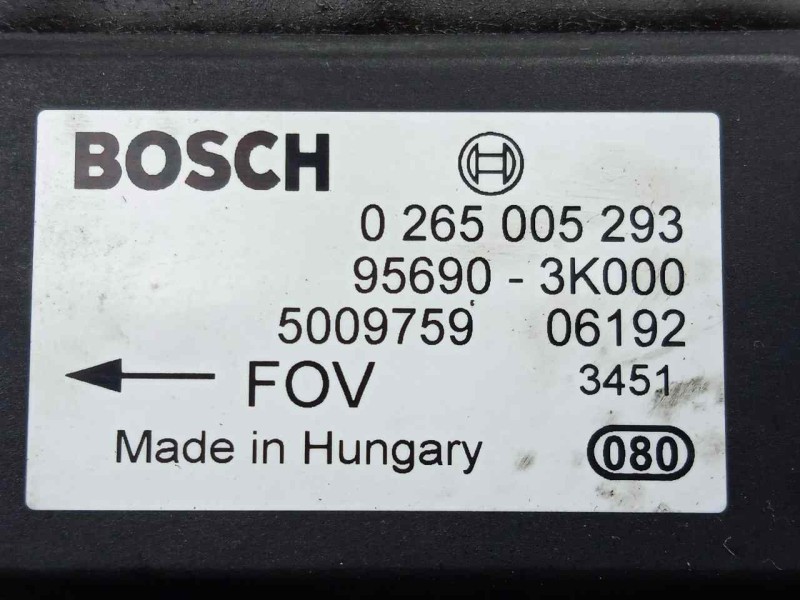 BOSCH
0 265 005 293
95690 - 3K000
5009759 06192
FOV 3451
Made in Hungary 080